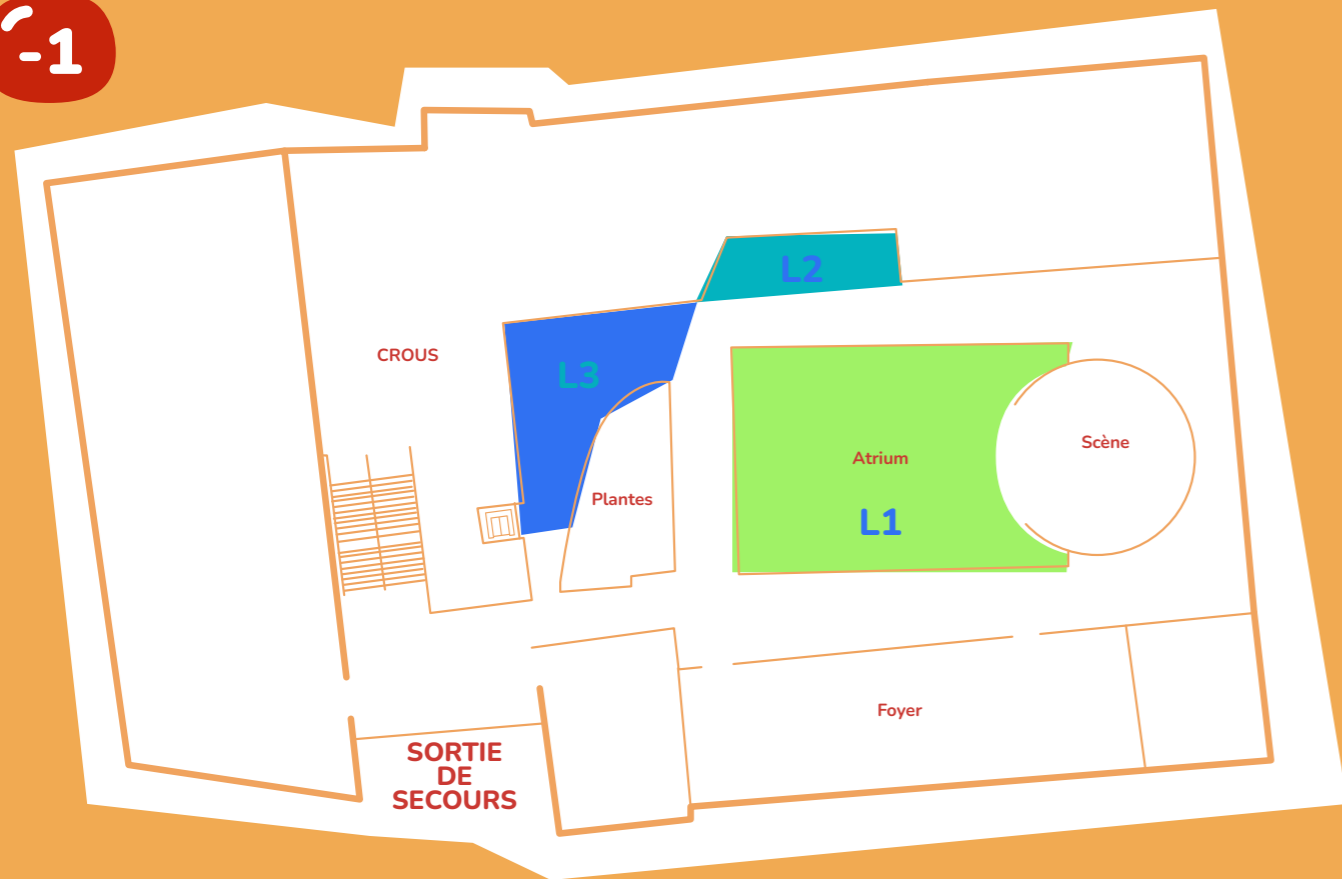 -1
L2
CROUS
L3
Scène
Atrium
Plantes
L1
Foyer
SORTIE
DE
SECOURS